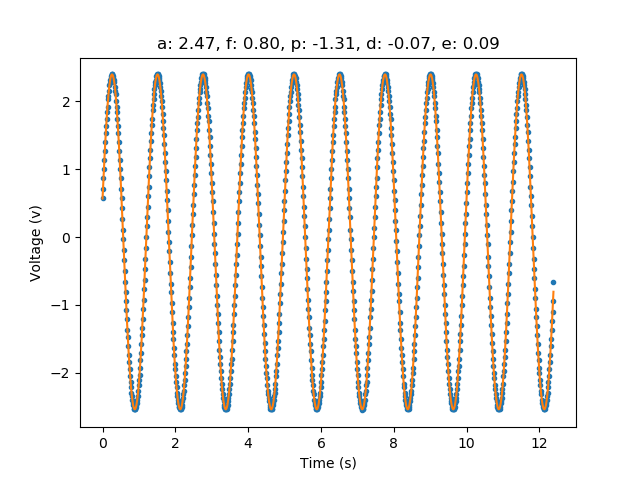 a: 2.47, f: 0.80, p: -1.31, d: -0.07, e: 0.09
2
1
0
−1
−2
Voltage (v)
0 2 4 6 8 10 12
Time (s)